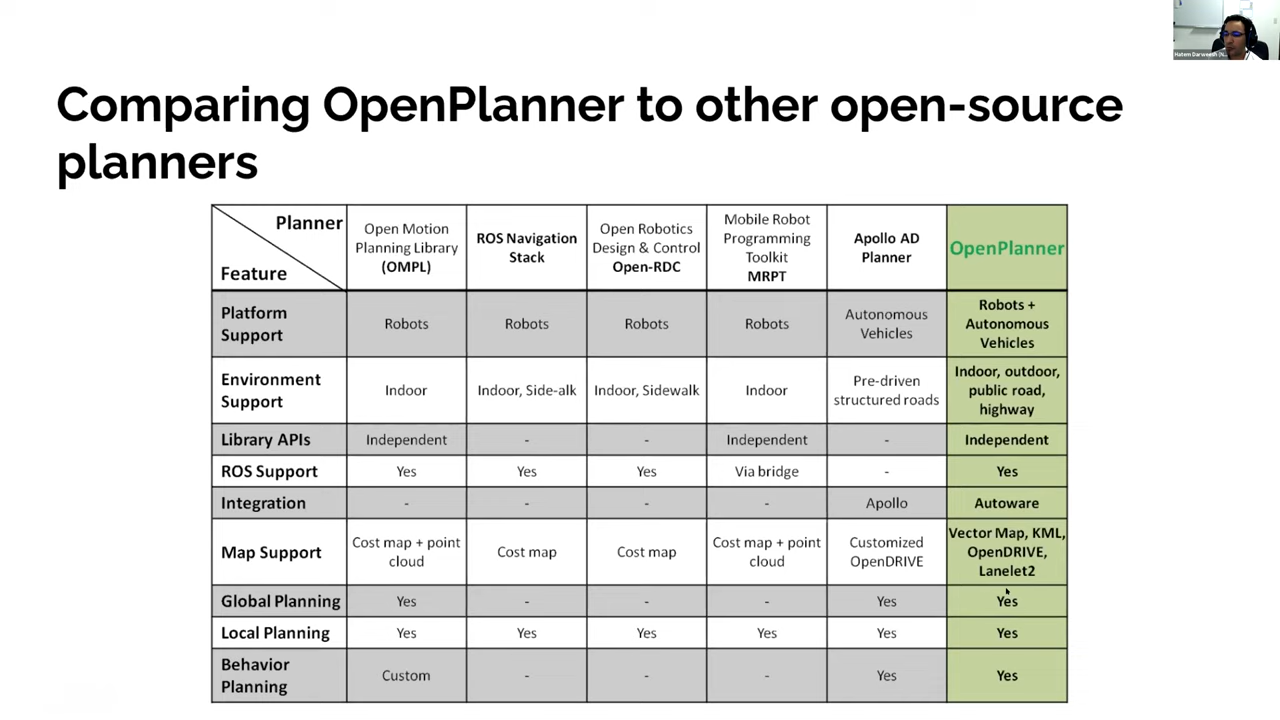 Hatem Darweesh (N...
Comparing OpenPlanner to other open-source
planners
Planner
Feature
Open Motion
Planning Library
(OMPL)
ROS Navigation
Stack
Open Robotics
Design & Control
Open-RDC
Mobile Robot
Programming
Toolkit
MRPT
Apollo AD
Planner
OpenPlanner
Platform
Support
Robots
Robots
Robots
Robots
Autonomous
Vehicles
Robots +
Autonomous
Vehicles
Environment
Support
Indoor
Indoor, Side-alk
Indoor, Sidewalk
Indoor
Pre-driven
structured roads
Indoor, outdoor,
public road,
highway
Library APIs
Independent
-
-
Independent
-
Independent
ROS Support
Yes
Yes
Yes
Via bridge
-
Yes
Integration
-
-
-
-
Apollo
Autoware
Map Support
Cost map + point
cloud
Cost map
Cost map
Cost map + point
cloud
Customized
OpenDRIVE
Vector Map, KML,
OpenDRIVE,
Lanelet2
Global Planning
Yes
-
-
-
Yes
Yes
Local Planning
Yes
Yes
Yes
Yes
Yes
Yes
Behavior
Planning
Custom
-
-
-
Yes
Yes